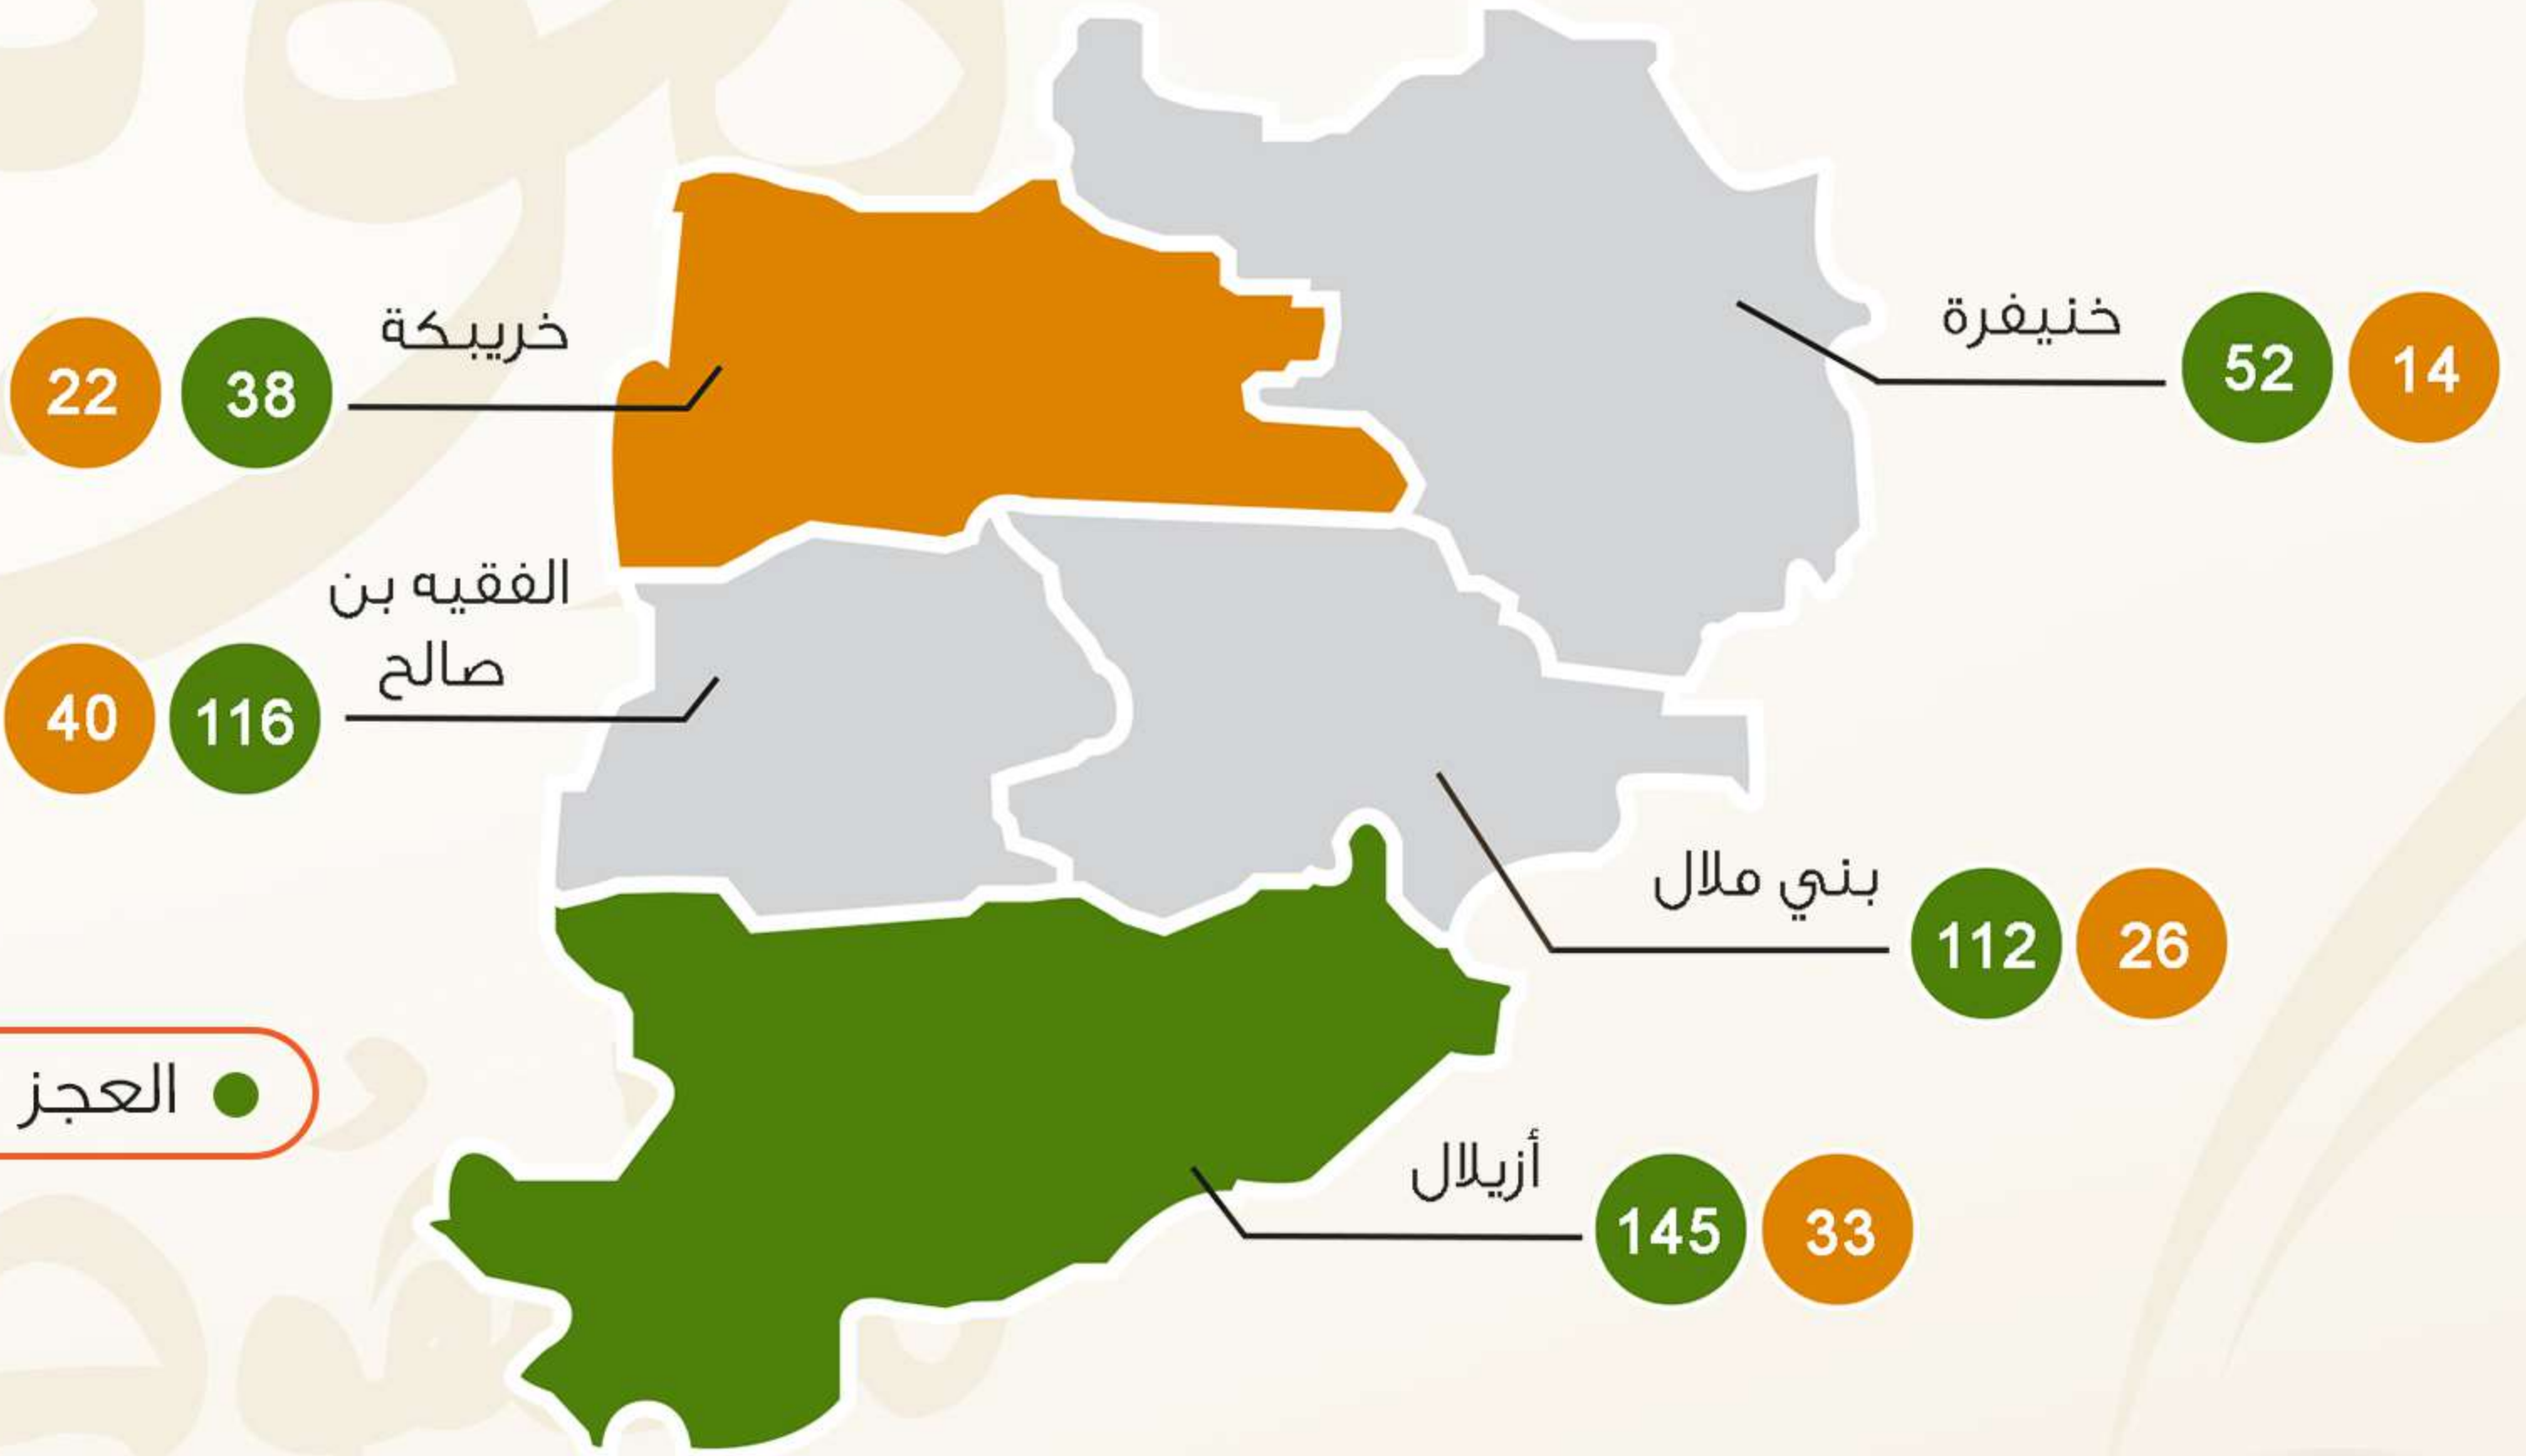 خنيفرة
52
14
خريبكة
38
22
الفقيه بن
صالح
116
40
بني ملال
112
26
العجز
أزيلال
145
33